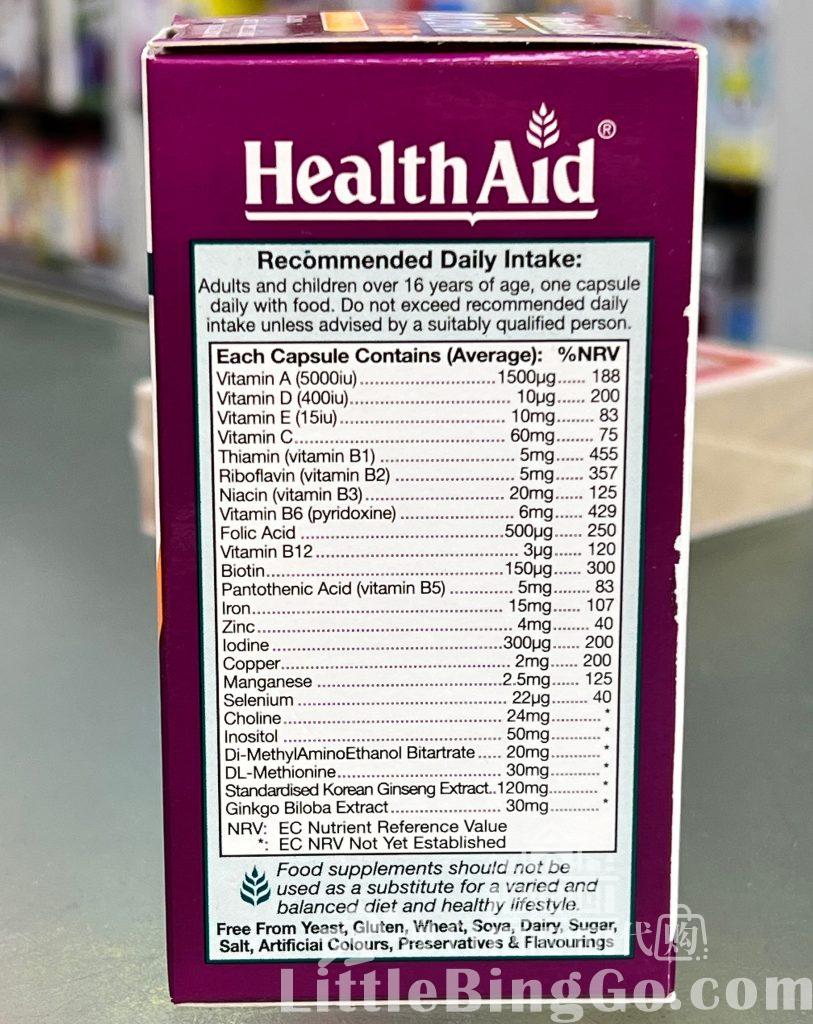 HealthAid®
Recommended Daily Intake:
Adults and children over 16 years of age, one capsule
daily with food. Do not exceed recommended daily
intake unless advised by a suitably qualified person.
Each Capsule Contains (Average): %NRV
Vitamin A (5000iu)..........1500µg...... 188
Vitamin D (400iu).......... 10µg...... 200
Vitamin E (15iu).......... 10mg...... 83
Vitamin C.......... 60mg...... 75
Thiamin (vitamin B1) .......... 5mg...... 455
Riboflavin (vitamin B2) .......... 5mg...... 357
Niacin (vitamin B3).......... 20mg...... 125
Vitamin B6 (pyridoxine) .......... 6mg...... 429
Folic Acid ..........500µg...... 250
Vitamin B12.......... 3µg...... 120
Biotin..........150µg...... 300
Pantothenic Acid (vitamin B5) .......... 5mg...... 83
Iron.......... 15mg...... 107
Zinc.......... 4mg...... 40
Iodine..........300µg...... 200
Copper.......... 2mg...... 200
Manganese .......... 2.5mg...... 125
Selenium .......... 22µg...... 40
Choline.......... 24mg..........*
Inositol .......... 50mg..........*
Di-MethylAminoEthanol Bitartrate ..... 20mg..........*
DL-Methionine.......... 30mg..........*
Standardised Korean Ginseng Extract..120mg..........*
Ginkgo Biloba Extract .......... 30mg..........*
NRV: EC Nutrient Reference Value
*: EC NRV Not Yet Established
Food supplements should not be
used as a substitute for a varied and
balanced diet and healthy lifestyle.
Free From Yeast, Gluten, Wheat, Soya, Dairy, Sugar,
Salt, Artificial Colours, Preservatives & Flavourings
代购
LittleBingGo.com